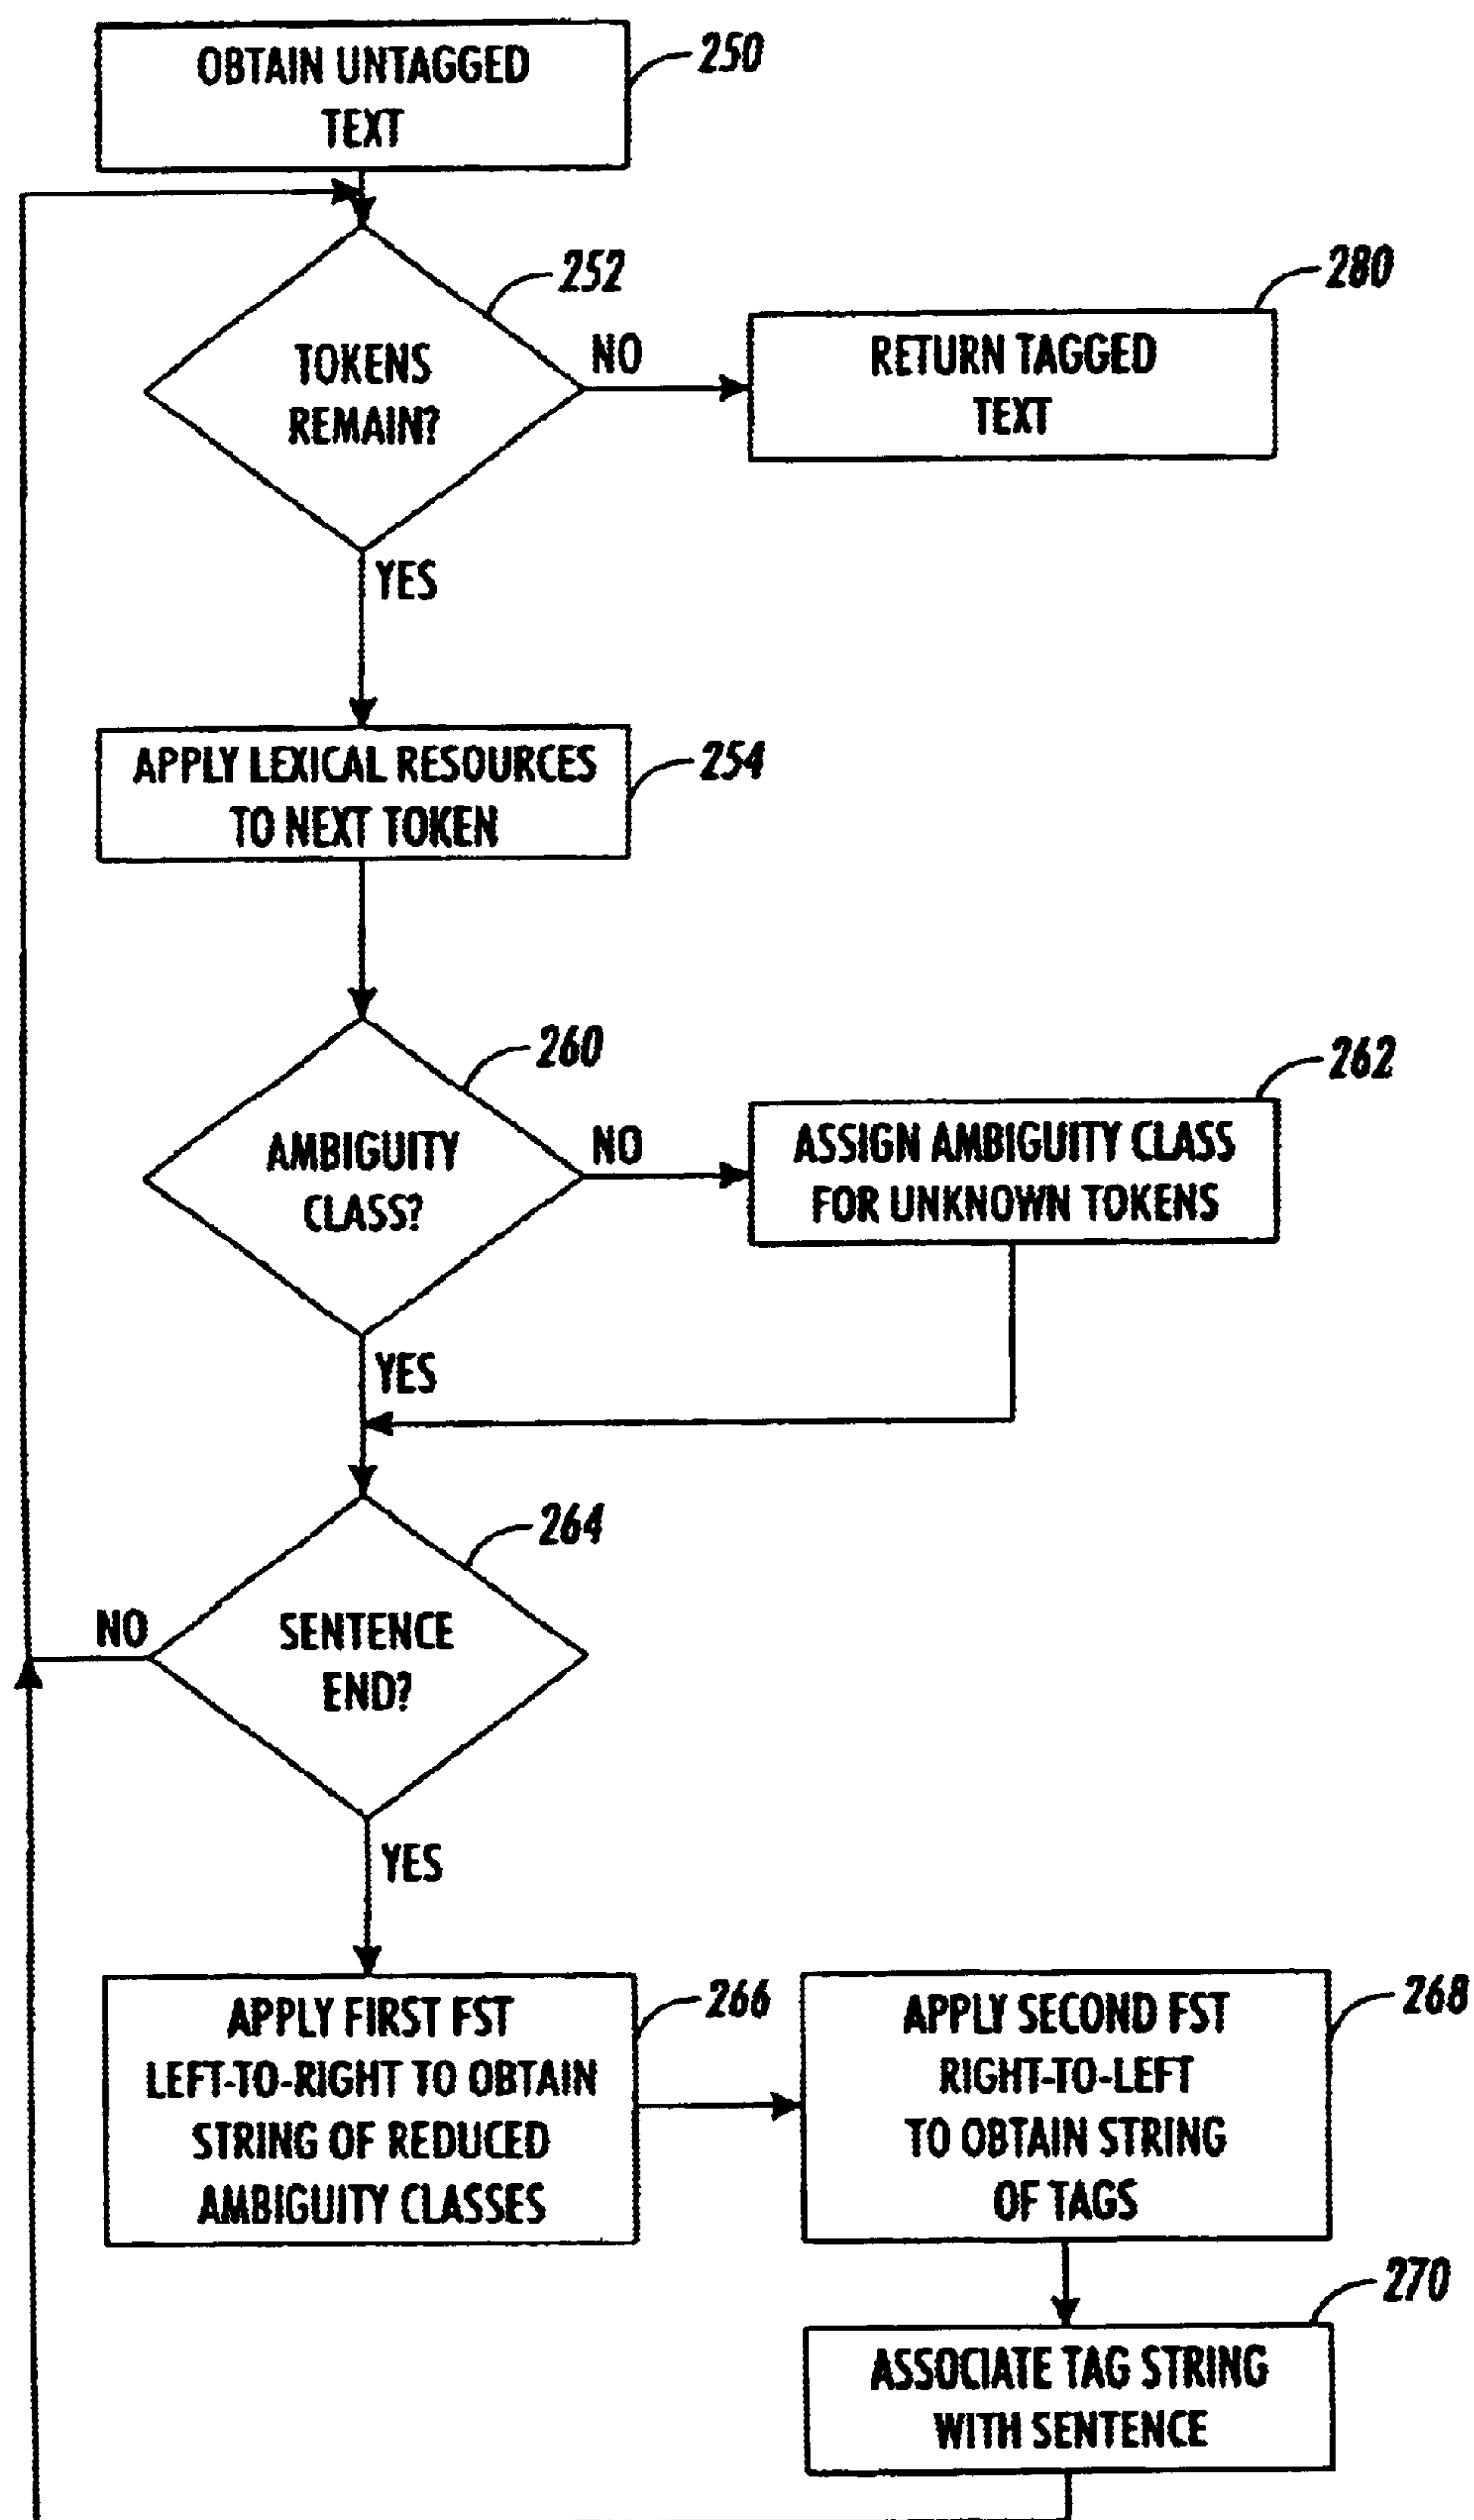 OBTAIN UNTAGGED
TEXT
250
252
TOKENS
REMAIN?
NO
280
RETURN TAGGED
TEXT
YES
APPLY LEXICAL RESOURCES
TO NEXT TOKEN
254
260
AMBIGUITY
CLASS?
NO
262
ASSIGN AMBIGUITY CLASS
FOR UNKNOWN TOKENS
YES
264
SENTENCE
END?
NO
YES
APPLY FIRST FST
LEFT-TO-RIGHT TO OBTAIN
STRING OF REDUCED
AMBIGUITY CLASSES
266
APPLY SECOND FST
RIGHT-TO-LEFT
TO OBTAIN STRING
OF TAGS
268
270
ASSOCIATE TAG STRING
WITH SENTENCE